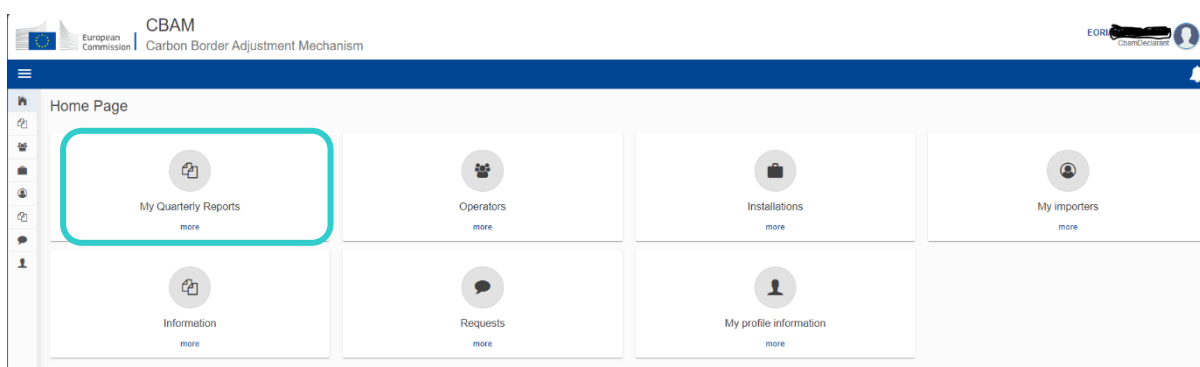 European
Commission
CBAM
Carbon Border Adjustment Mechanism
EORI
CbamDeclarant
Home Page
My Quarterly Reports
more
Operators
more
Installations
more
My importers
more
Information
more
Requests
more
My profile information
more